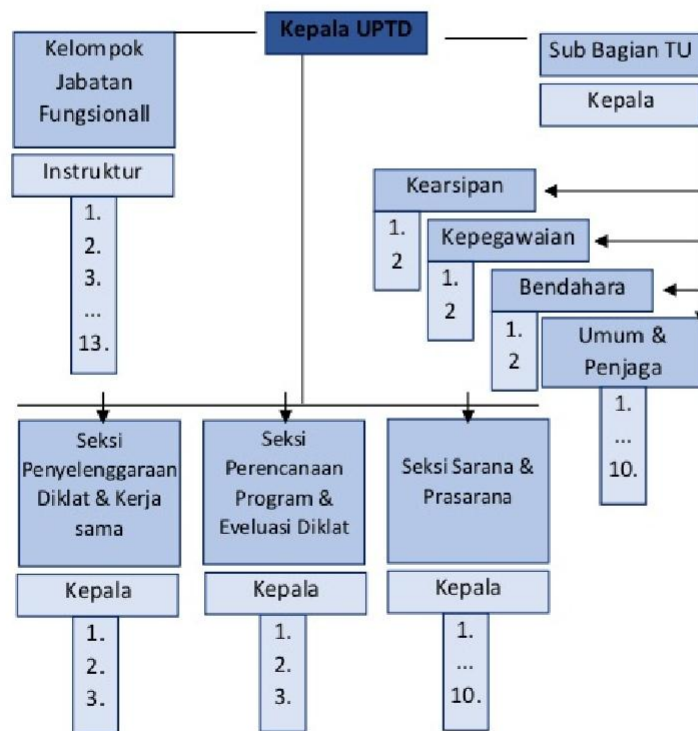 Kepala UPTD
Kelompok
Jabatan
Fungsionall
Instruktur
1.
2.
3.
...
13.
Sub Bagian TU
Kepala
Kearsipan
1.
2
Kepegawaian
1.
2
Bendahara
1.
2
Umum &
Penjaga
1.
...
10.
Seksi
Penyelenggaraan
Diklat & Kerja
sama
Kepala
1.
2.
3.
Seksi
Perencanaan
Program &
Eveluasi Diklat
Kepala
1.
2.
3.
Seksi Sarana &
Prasarana
Kepala
1.
...
10.